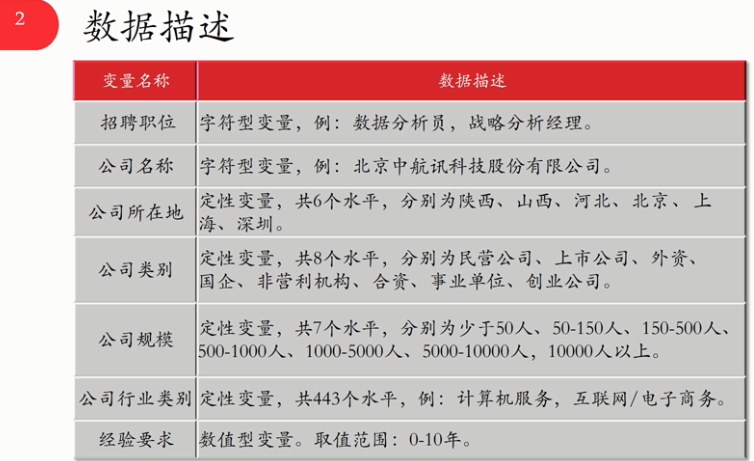 2
数据描述
变量名称 数据描述
招聘职位 字符型变量，例：数据分析员，战略分析经理。
公司名称 字符型变量，例：北京中航讯科技股份有限公司。
公司所在地 定性变量，共6个水平，分别为陕西、山西、河北、北京、上
海、深圳。
公司类别 定性变量，共8个水平，分别为民营公司、上市公司、外资、
国企、非营利机构、合资、事业单位、创业公司。
公司规模 定性变量，共7个水平，分别为少于50人、50-150人、150-500人、
500-1000人、1000-5000人、5000-10000人，10000人以上。
公司行业类别 定性变量，共443个水平，例：计算机服务，互联网/电子商务。
经验要求 数值型变量。取值范围：0-10年。